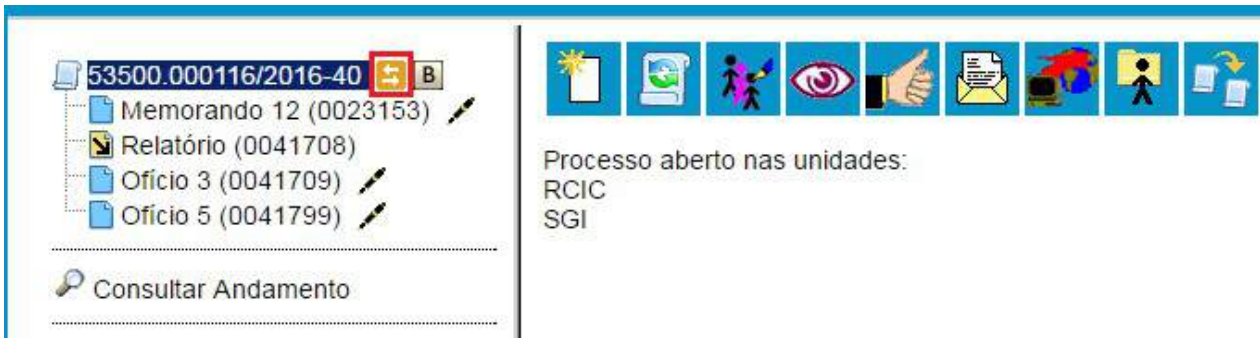 53500.000116/2016-40 B
Memorando 12 (0023153)
Relatório (0041708)
Ofício 3 (0041709)
Ofício 5 (0041799)
Consultar Andamento
Processo aberto nas unidades:
RCIC
SGI